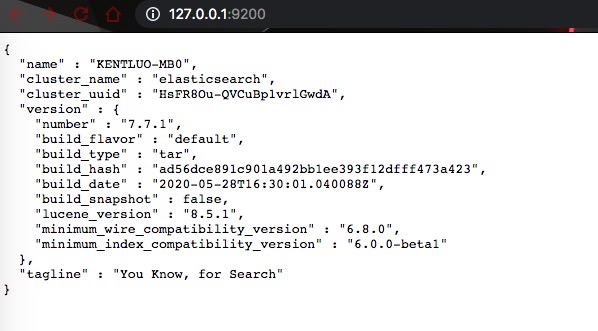 127.0.0.1:9200
{
  "name" : "KENTLUO-MB0",
  "cluster_name" : "elasticsearch",
  "cluster_uuid" : "HsFR8Ou-QVCuBplvrlGwdA",
  "version" : {
    "number" : "7.7.1",
    "build_flavor" : "default",
    "build_type" : "tar",
    "build_hash" : "ad56dce891c901a492bb1ee393f12dfff473a423",
    "build_date" : "2020-05-28T16:30:01.040088Z",
    "build_snapshot" : false,
    "lucene_version" : "8.5.1",
    "minimum_wire_compatibility_version" : "6.8.0",
    "minimum_index_compatibility_version" : "6.0.0-beta1"
  },
  "tagline" : "You Know, for Search"
}